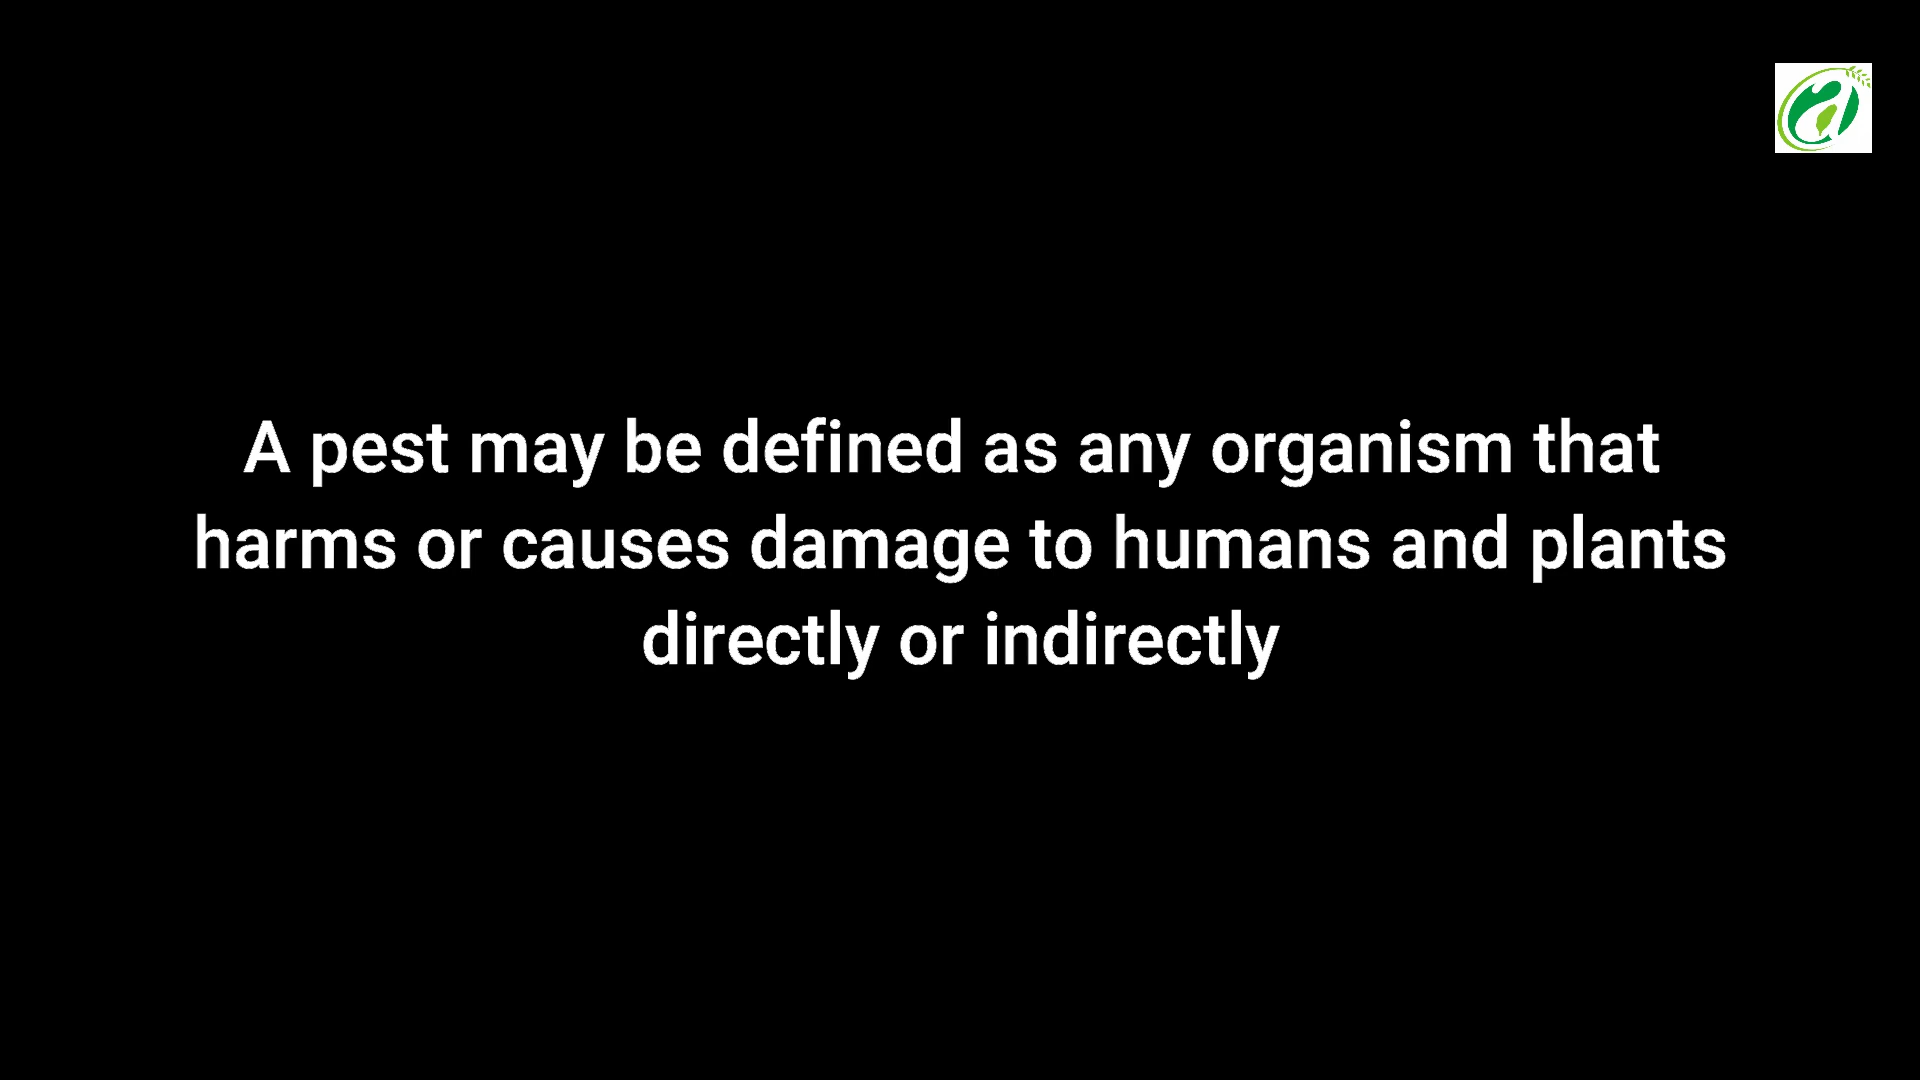 A pest may be defined as any organism that
harms or causes damage to humans and plants
directly or indirectly